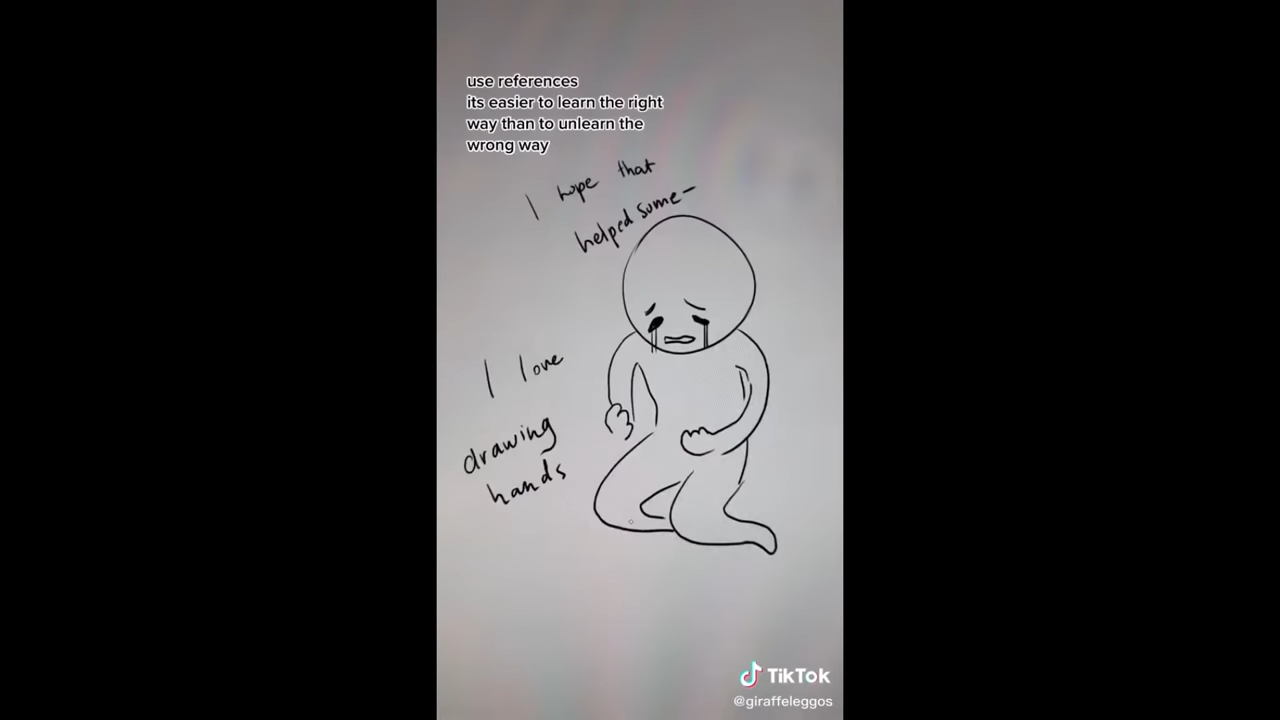 use references
its easier to learn the right
way than to unlearn the
wrong way
I hope that
helped some-
I love
drawing
hands
TikTok
@giraffeleggos